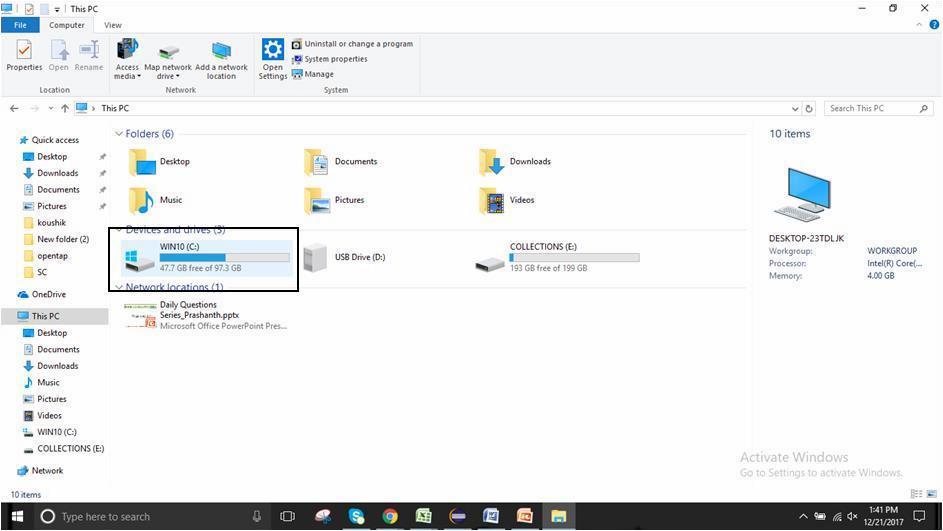 This PC
File Computer View
Properties Open Rename Access media Map network drive Add a network location Open Settings Uninstall or change a program
System properties
Manage
Location Network System
This PC Search This PC
Quick access
Desktop
Downloads
Documents
Pictures
koushik
New folder (2)
opentap
SC
OneDrive
This PC
Desktop
Documents
Downloads
Music
Pictures
Videos
WIN10 (C:)
COLLECTIONS (E:)
Network
Folders (6)
Desktop Documents Downloads
Music Pictures Videos
Devices and drives (3)
WIN10 (C:)
47.7 GB free of 97.3 GB
USB Drive (D:)
COLLECTIONS (E:)
193 GB free of 199 GB
Network locations (1)
Daily Questions
Series_Prashanth.pptx
Microsoft Office PowerPoint Pres...
10 items
DESKTOP-23TDLJK
Workgroup: WORKGROUP
Processor: Intel(R) Core(...
Memory: 4.00 GB
Activate Windows
Go to Settings to activate Windows.
10 items
Type here to search
1:41 PM
12/21/2017